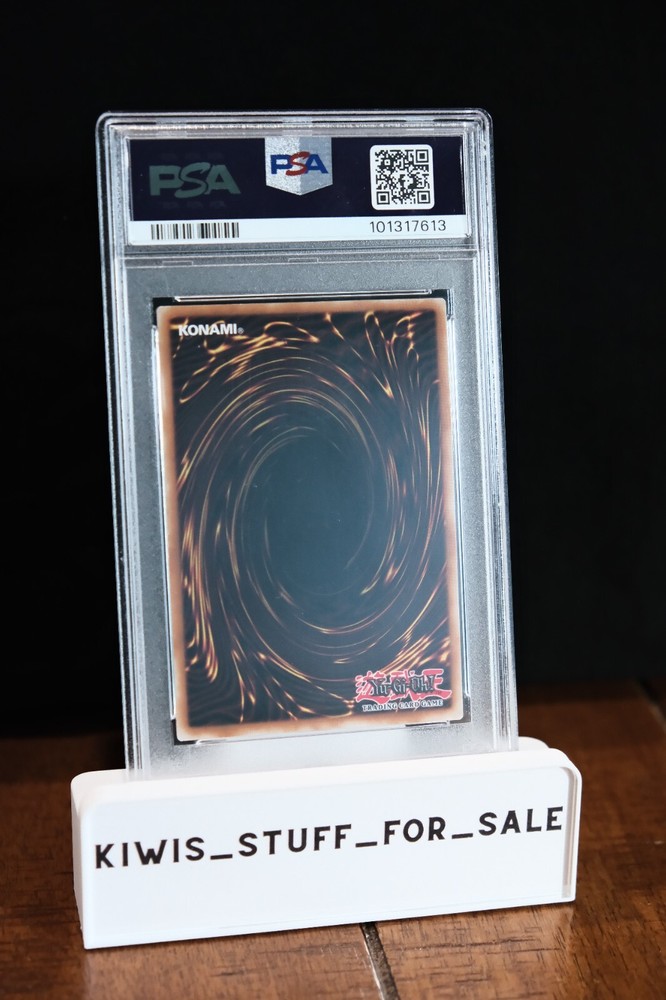 PSA
PSA
101317613
KONAMI®
Yu-Gi-Oh!
TRADING CARD GAME
KIWIS_STUFF_FOR_SALE